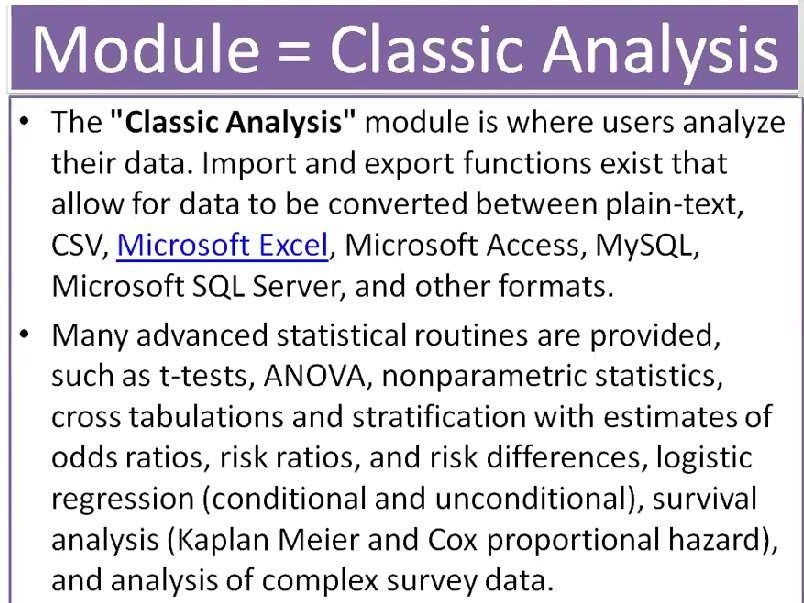 Module = Classic Analysis
• The "Classic Analysis" module is where users analyze
their data. Import and export functions exist that
allow for data to be converted between plain-text,
CSV, Microsoft Excel, Microsoft Access, MySQL,
Microsoft SQL Server, and other formats.
• Many advanced statistical routines are provided,
such as t-tests, ANOVA, nonparametric statistics,
cross tabulations and stratification with estimates of
odds ratios, risk ratios, and risk differences, logistic
regression (conditional and unconditional), survival
analysis (Kaplan Meier and Cox proportional hazard),
and analysis of complex survey data.